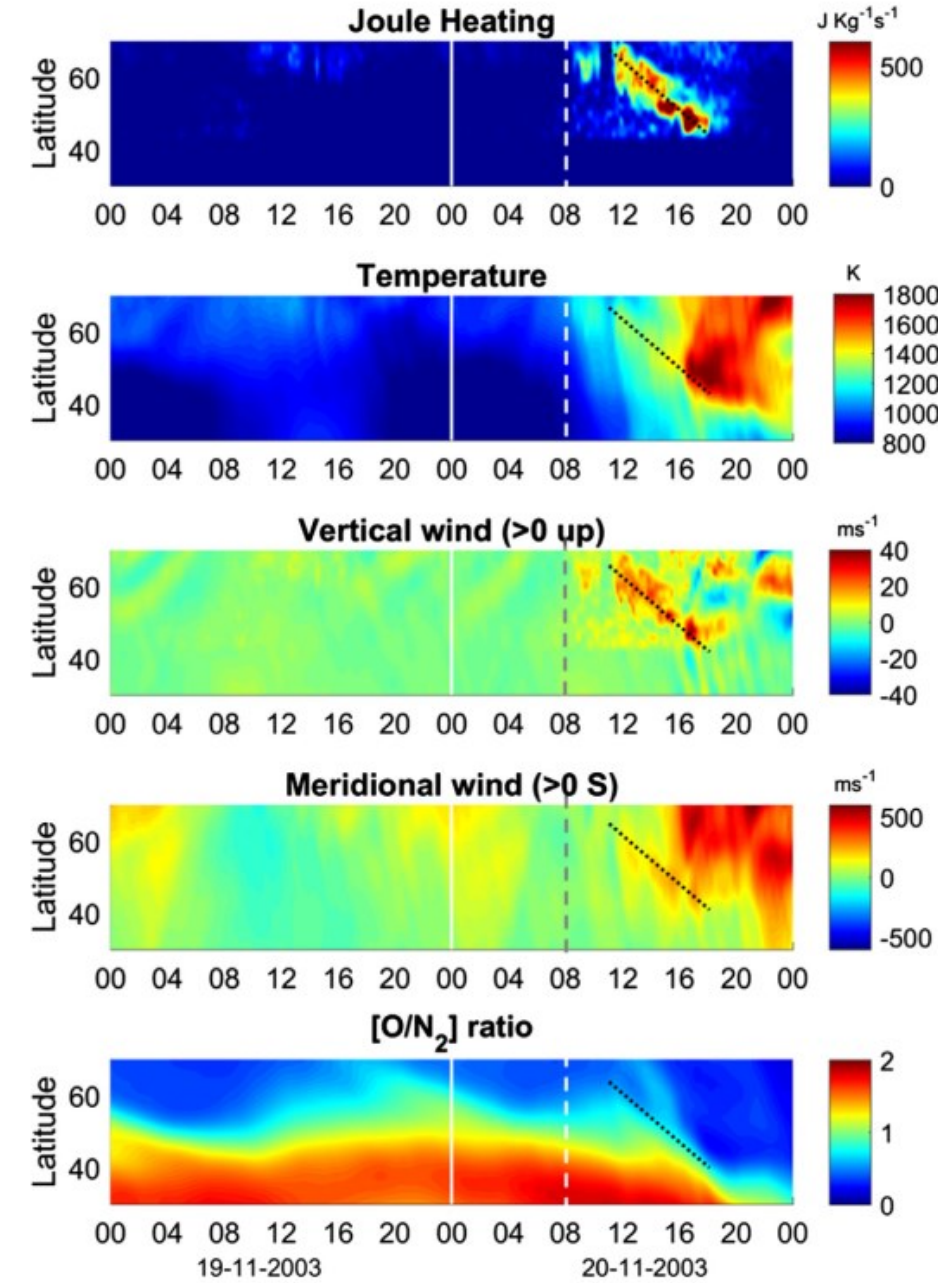 Joule Heating
J Kg⁻¹s⁻¹
Latitude
60
40
500
0
00 04 08 12 16 20 00 04 08 12 16 20 00
Temperature
K
Latitude
60
40
1800
1600
1400
1200
1000
800
00 04 08 12 16 20 00 04 08 12 16 20 00
Vertical wind (>0 up)
ms⁻¹
Latitude
60
40
40
20
0
-20
-40
00 04 08 12 16 20 00 04 08 12 16 20 00
Meridional wind (>0 S)
ms⁻¹
Latitude
60
40
500
0
-500
00 04 08 12 16 20 00 04 08 12 16 20 00
[O/N₂] ratio
Latitude
60
40
2
1
0
00 04 08 12 16 20 00 04 08 12 16 20 00
19-11-2003 20-11-2003